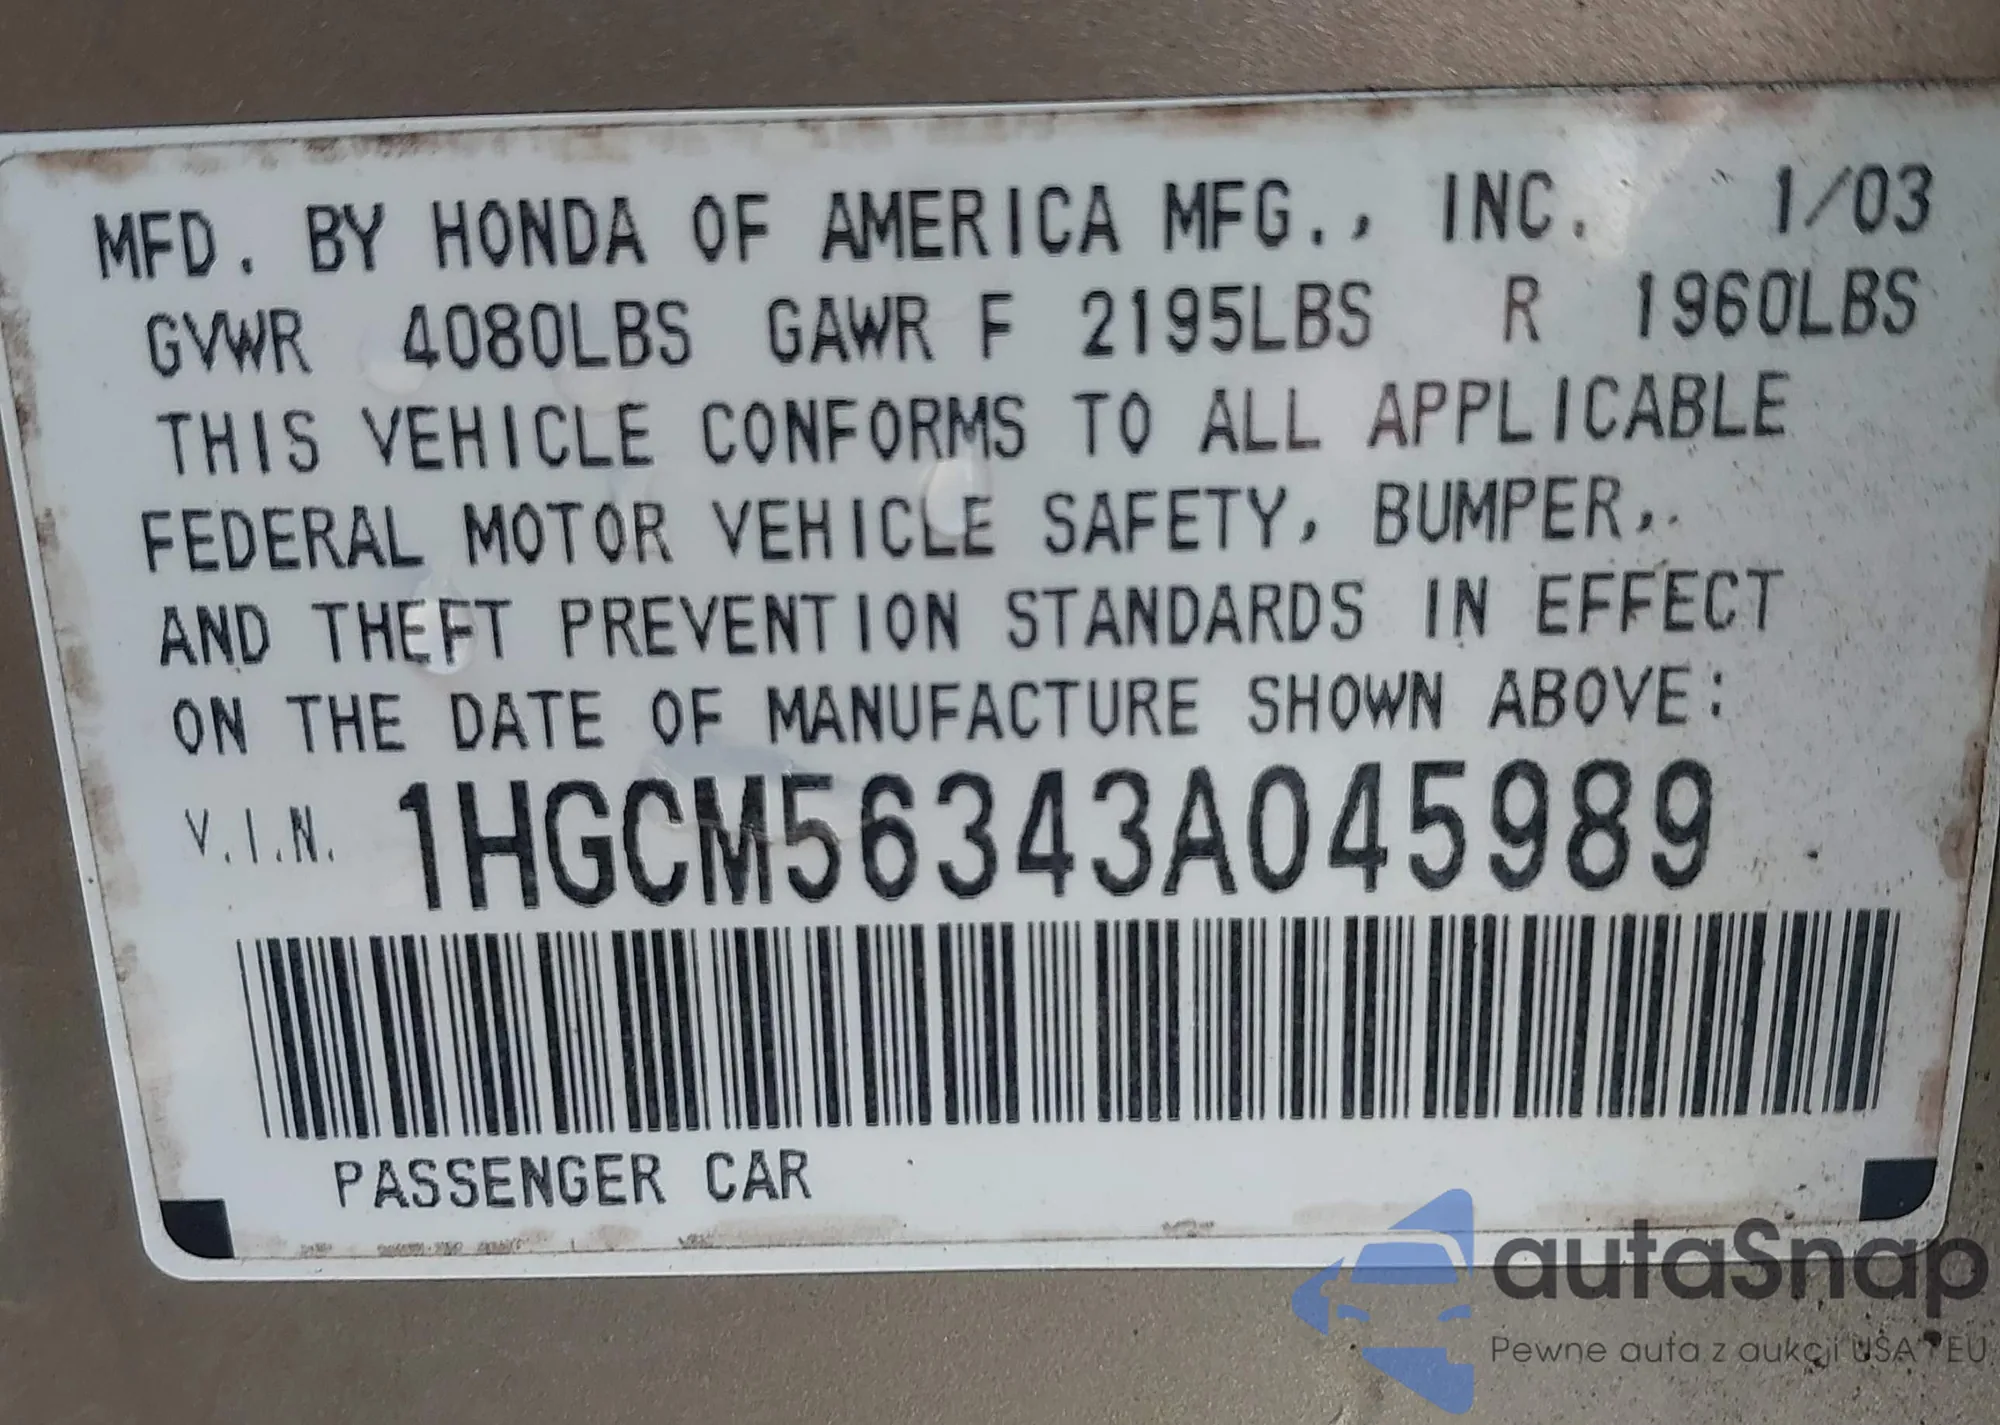 MFD. BY HONDA OF AMERICA MFG., INC. 1/03
GVWR 4080LBS GAWR F 2195LBS R 1960LBS
THIS VEHICLE CONFORMS TO ALL APPLICABLE
FEDERAL MOTOR VEHICLE SAFETY, BUMPER,
AND THEFT PREVENTION STANDARDS IN EFFECT
ON THE DATE OF MANUFACTURE SHOWN ABOVE:
V.I.N. 1HGCM56343A045989
PASSENGER CAR
autaSnap
Pewne auta z aukcji USA i EU